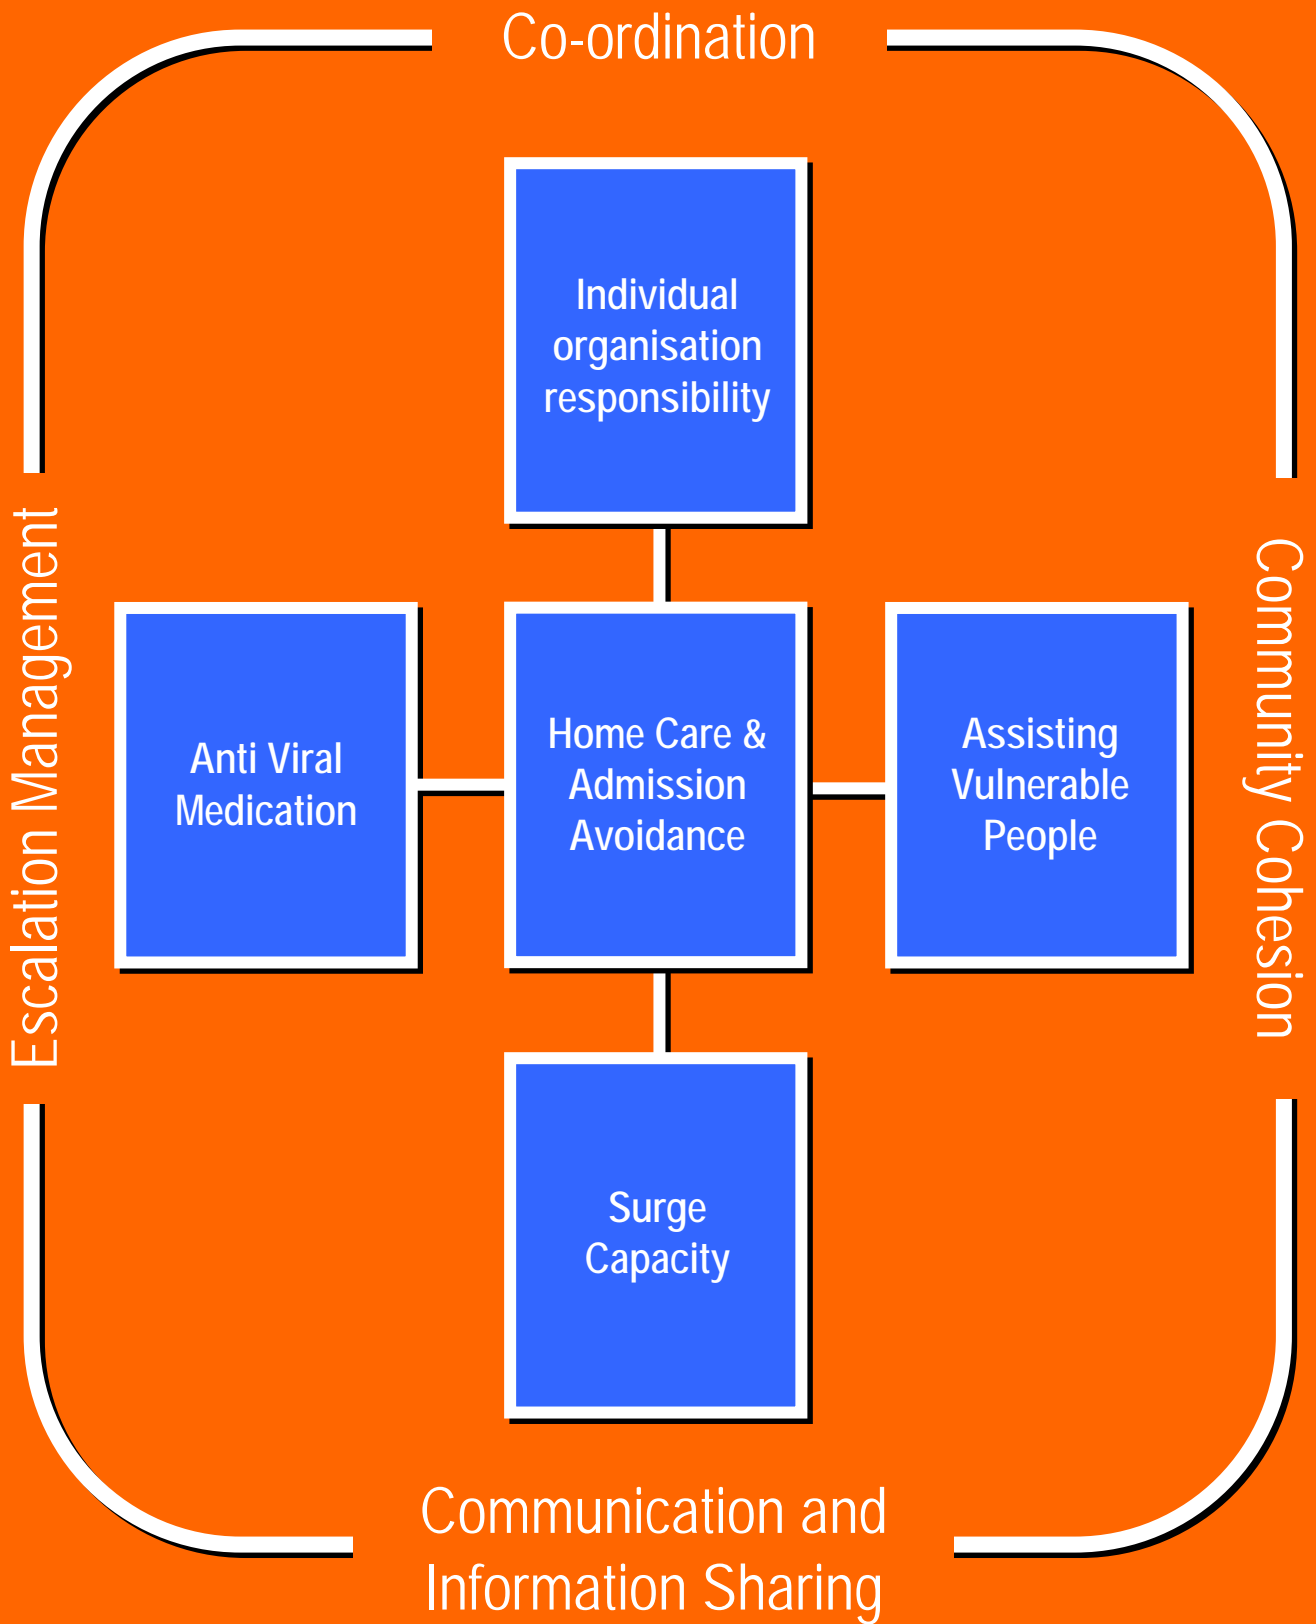 Co-ordination
Individual
organisation
responsibility
Escalation Management
Anti Viral
Medication
Home Care &
Admission
Avoidance
Assisting
Vulnerable
People
Community Cohesion
Surge
Capacity
Communication and
Information Sharing